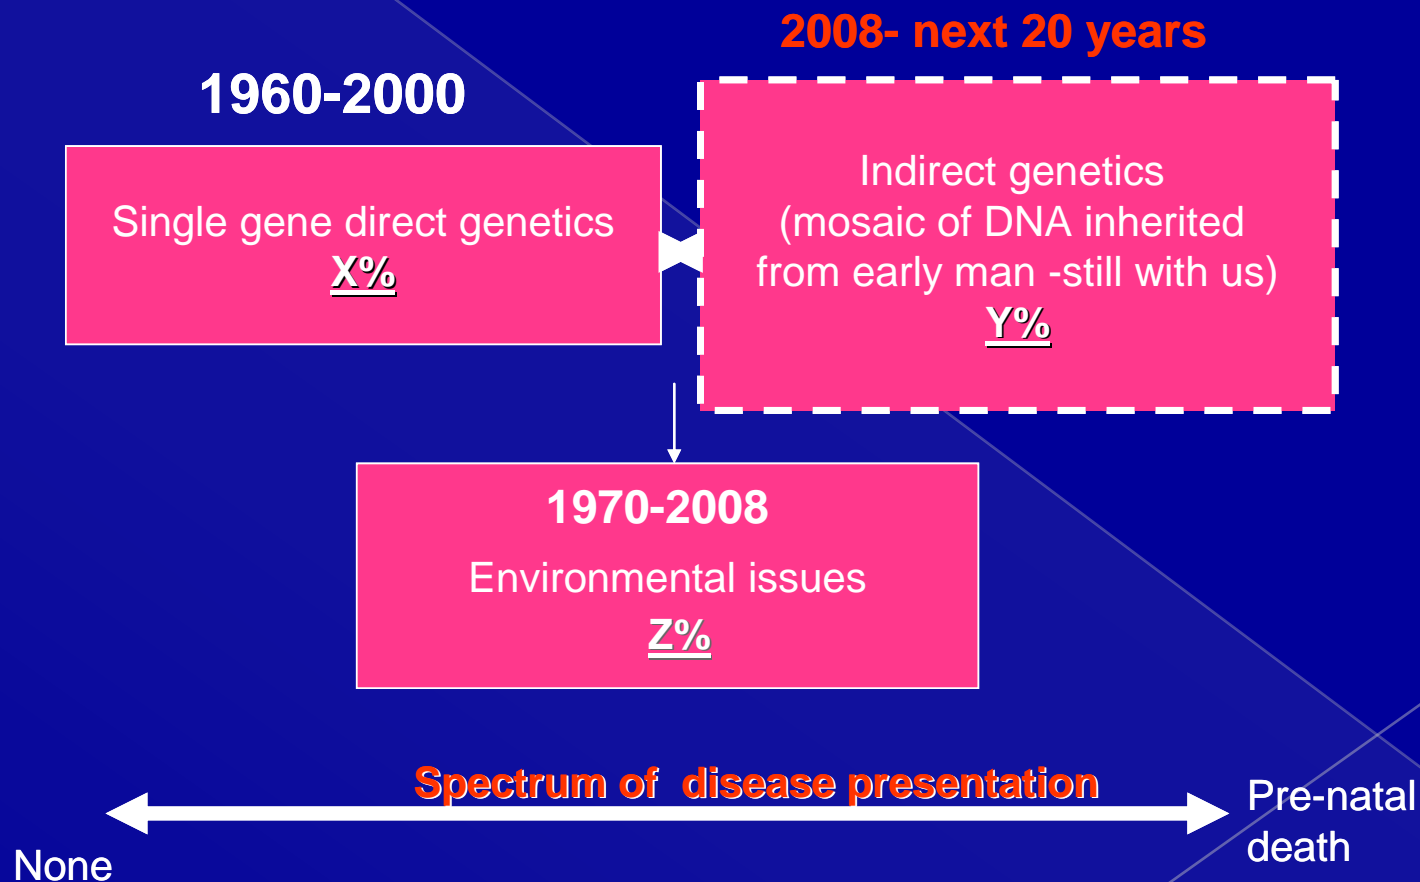 2008- next 20 years
1960-2000
Single gene direct genetics
X%
Indirect genetics
(mosaic of DNA inherited
from early man -still with us)
Y%
1970-2008
Environmental issues
Z%
Spectrum of  disease presentation
Pre-natal
death
None